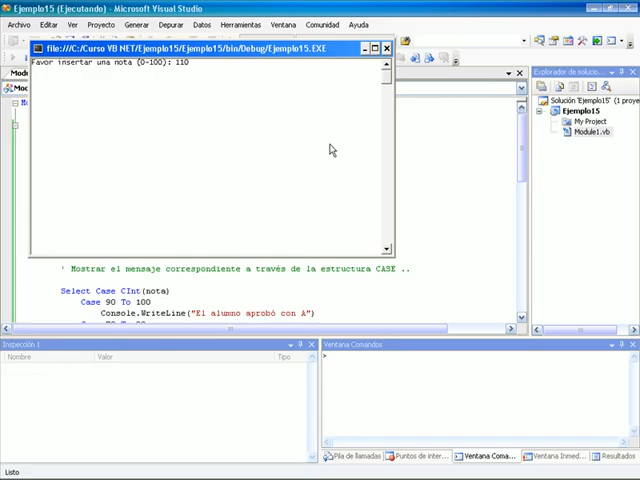 Ejemplo15 (Ejecutando) - Microsoft Visual Studio
Archivo Editar Ver Proyecto Generar Depurar Datos Herramientas Ventana Comunidad Ayuda
file:///C:/Curso VB NET/Ejemplo15/Ejemplo15/bin/Debug/Ejemplo15.EXE
Favor insertar una nota (0-100): 110
Explorador de soluci...
Solución 'Ejemplo15' (1 proye
Ejemplo15
My Project
Module1.vb
' Mostrar el mensaje correspondiente a través de la estructura CASE ..
Select Case CInt(nota)
Case 90 To 100
Console.WriteLine("El alumno aprobó con A")
Inspección 1
Nombre Valor Tipo
Ventana Comandos
>
Pila de llamadas Puntos de inter... Ventana Coma... Ventana Inmed... Resultados
Listo